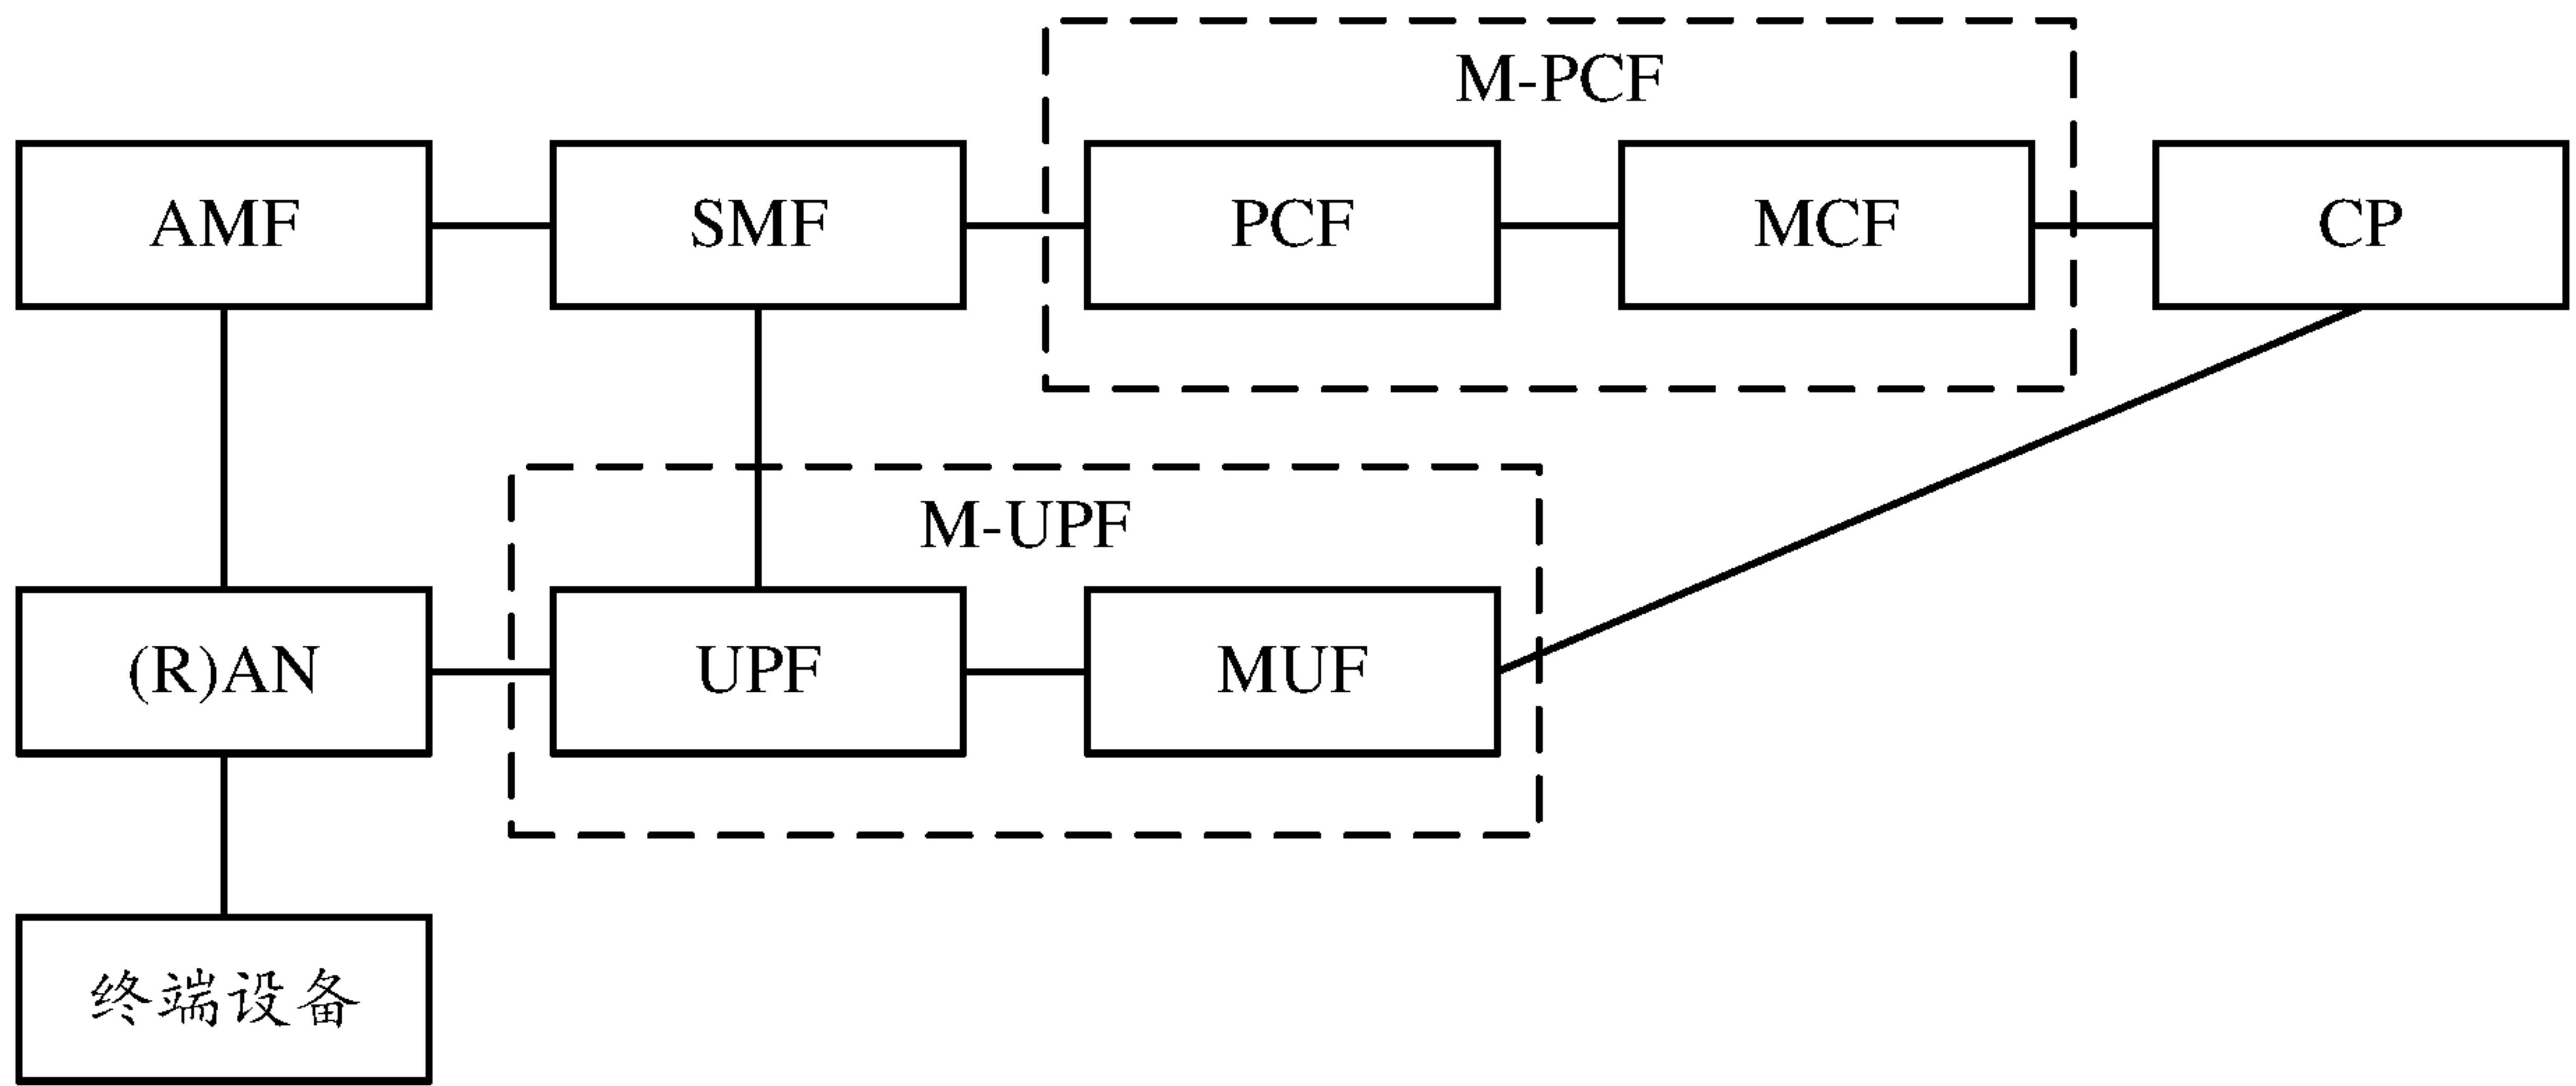 M-PCF
AMF
SMF
PCF
MCF
CP
M-UPF
(R)AN
UPF
MUF
终端设备